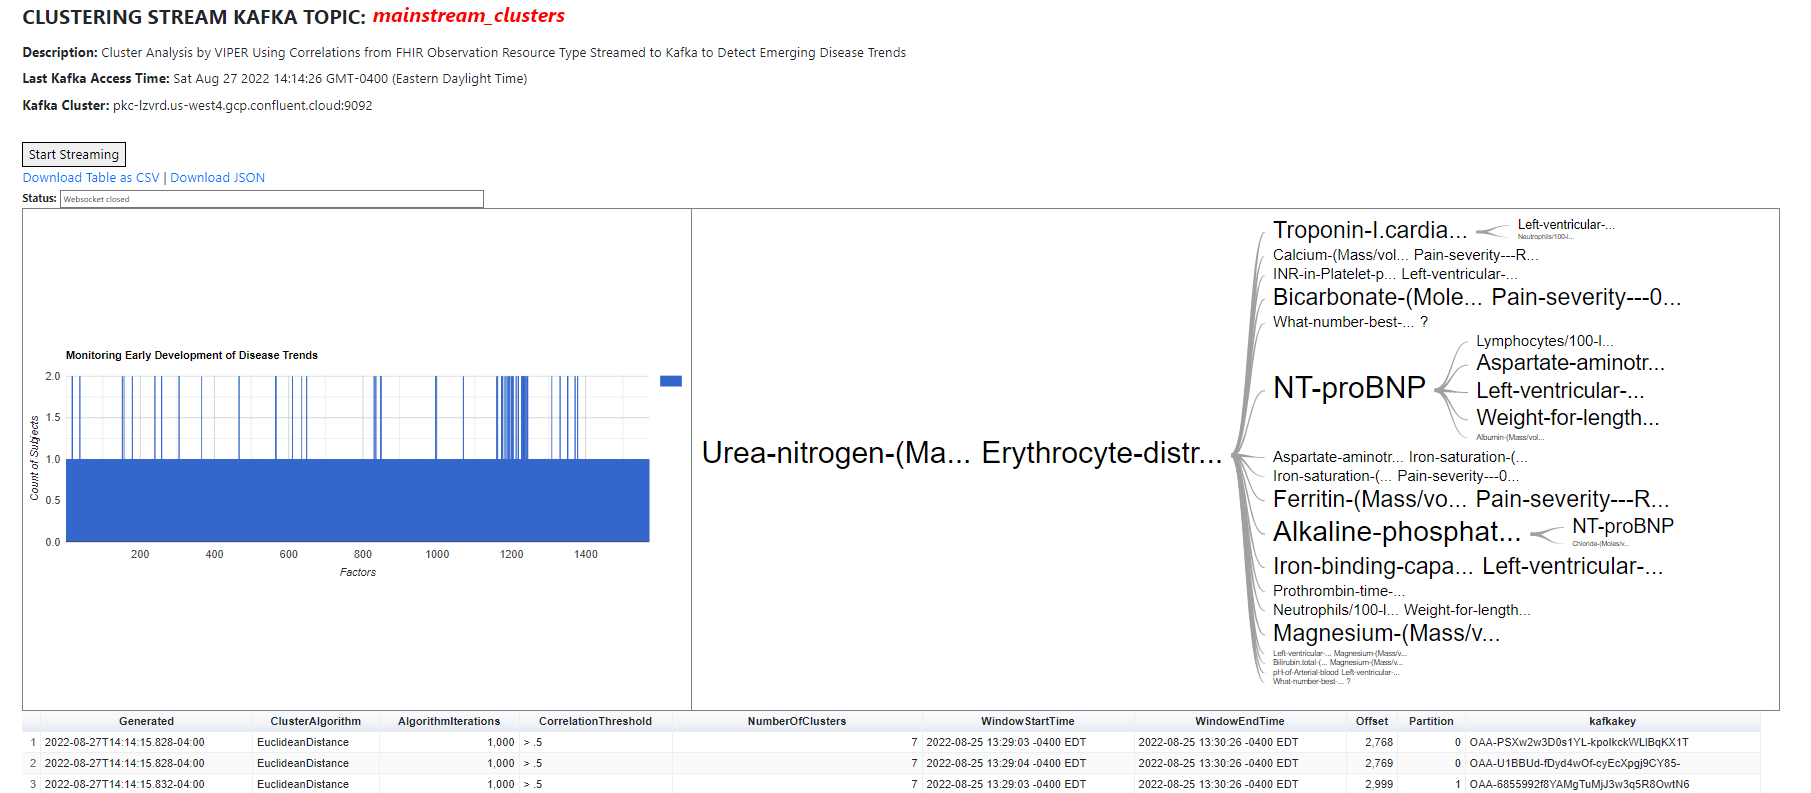 CLUSTERING STREAM KAFKA TOPIC: mainstream_clusters
Description: Cluster Analysis by VIPER Using Correlations from FHIR Observation Resource Type Streamed to Kafka to Detect Emerging Disease Trends
Last Kafka Access Time: Sat Aug 27 2022 14:14:26 GMT-0400 (Eastern Daylight Time)
Kafka Cluster: pkc-lzvrd.us-west4.gcp.confluent.cloud:9092
Start Streaming
Download Table as CSV | Download JSON
Status: Websocket closed
Monitoring Early Development of Disease Trends
2.0
1.5
1.0
0.5
0.0
Count of Subjects
200 400 600 800 1000 1200 1400
Factors
Urea-nitrogen-(Ma... Erythrocyte-distr...
Troponin-I.cardia...
Left-ventricular-...
Neutrophils/100-l...
Calcium-(Mass/vol... Pain-severity---R...
INR-in-Platelet-p... Left-ventricular-...
Bicarbonate-(Mole... Pain-severity---0...
What-number-best-... ?
NT-proBNP
Lymphocytes/100-l...
Aspartate-aminotr...
Left-ventricular-...
Weight-for-length...
Albumin-(Mass/vol...
Aspartate-aminotr... Iron-saturation-(...
Iron-saturation-(... Pain-severity---0...
Ferritin-(Mass/vo... Pain-severity---R...
Alkaline-phosphat...
NT-proBNP
Chloride-(Moles/v...
Iron-binding-capa... Left-ventricular-...
Prothrombin-time-...
Neutrophils/100-l... Weight-for-length...
Magnesium-(Mass/v...
Left-ventricular-... Magnesium-(Mass/v...
Bilirubin.total-(... Magnesium-(Mass/v...
pH-of-Arterial-blood Left-ventricular-...
What-number-best-... ?
Generated ClusterAlgorithm AlgorithmIterations CorrelationThreshold NumberOfClusters WindowStartTime WindowEndTime Offset Partition kafkakey
1 2022-08-27T14:14:15.828-04:00 EuclideanDistance 1,000 > .5 7 2022-08-25 13:29:03 -0400 EDT 2022-08-25 13:30:26 -0400 EDT 2,768 0 OAA-PSXw2w3D0s1YL-kpolkckWLlBqKX1T
2 2022-08-27T14:14:15.828-04:00 EuclideanDistance 1,000 > .5 7 2022-08-25 13:29:04 -0400 EDT 2022-08-25 13:30:26 -0400 EDT 2,769 0 OAA-U1BBUd-fDyd4wOf-cyEcXpgj9CY85-
3 2022-08-27T14:14:15.832-04:00 EuclideanDistance 1,000 > .5 7 2022-08-25 13:29:03 -0400 EDT 2022-08-25 13:30:26 -0400 EDT 2,999 1 OAA-6855992f8YAMgTuMjJ3w3q5R8OwtN6